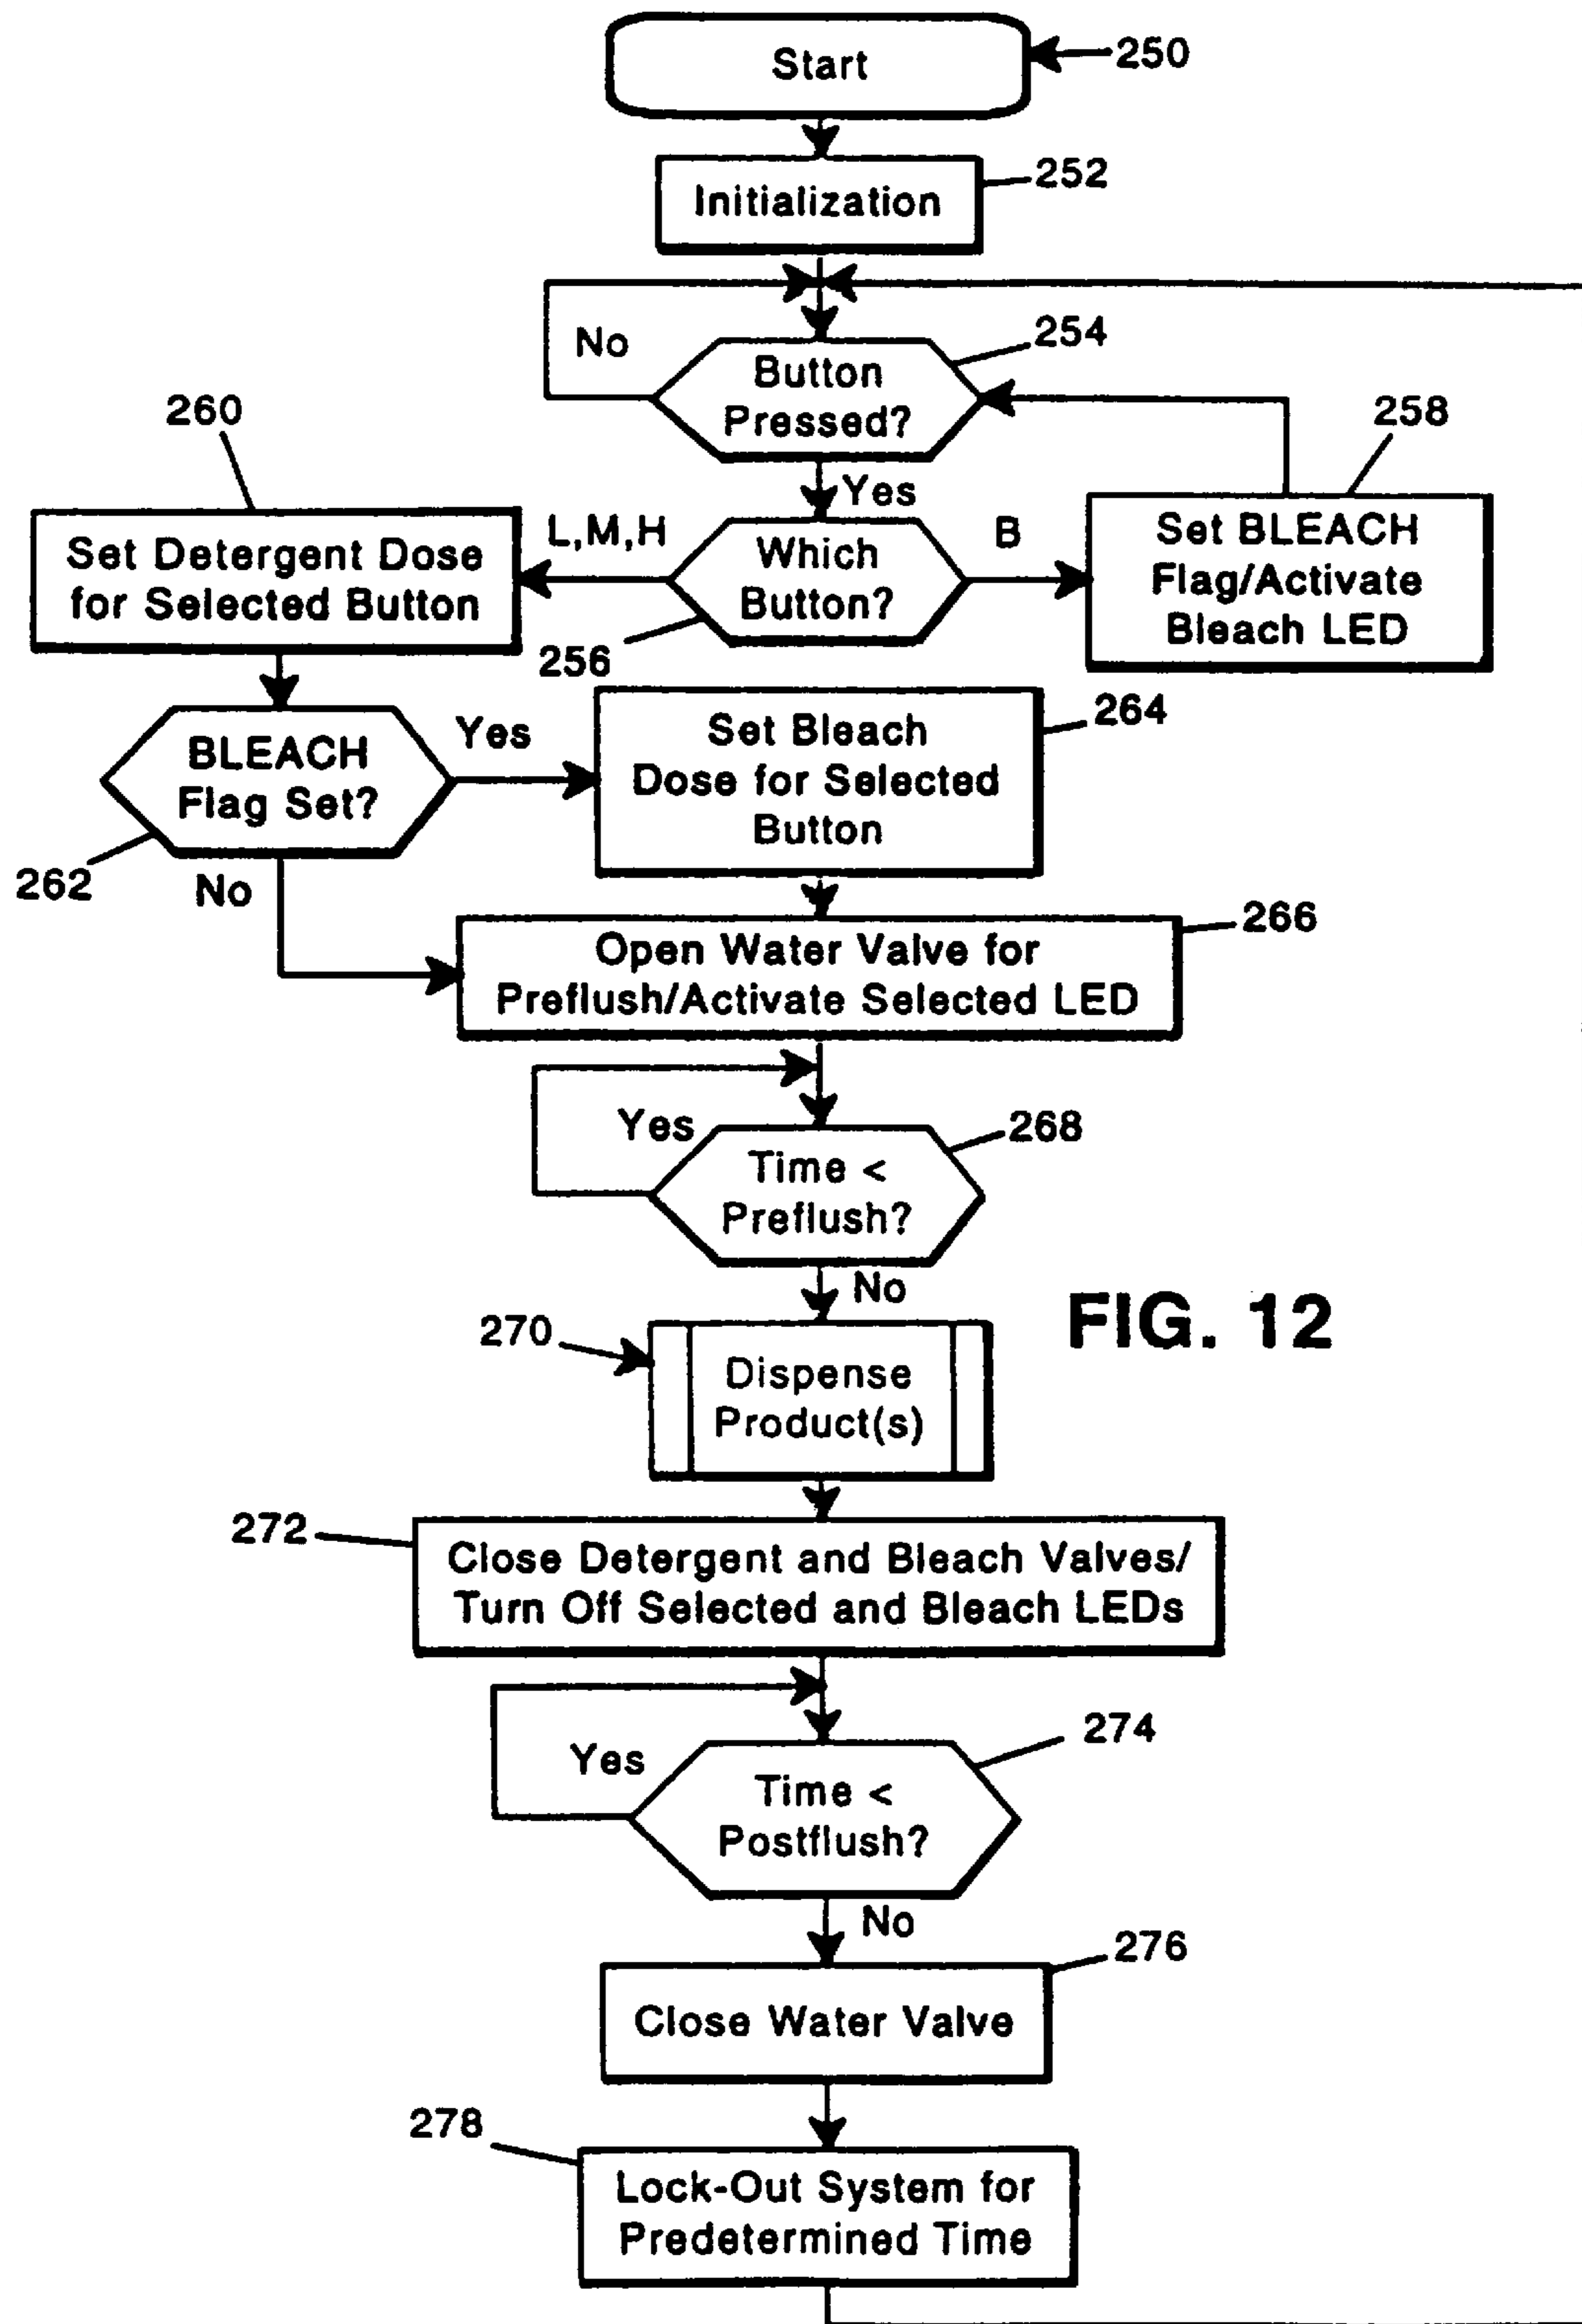 Start
250
Initialization
252
No
Button
Pressed?
254
260
258
Yes
Set Detergent Dose
for Selected Button
L,M,H
Which
Button?
B
Set BLEACH
Flag/Activate
Bleach LED
256
BLEACH
Flag Set?
Yes
Set Bleach
Dose for Selected
Button
264
262
No
Open Water Valve for
Preflush/Activate Selected LED
266
Yes
Time <
Preflush?
268
No
FIG. 12
270
Dispense
Product(s)
272
Close Detergent and Bleach Valves/
Turn Off Selected and Bleach LEDs
Yes
Time <
Postflush?
274
No
276
Close Water Valve
278
Lock-Out System for
Predetermined Time